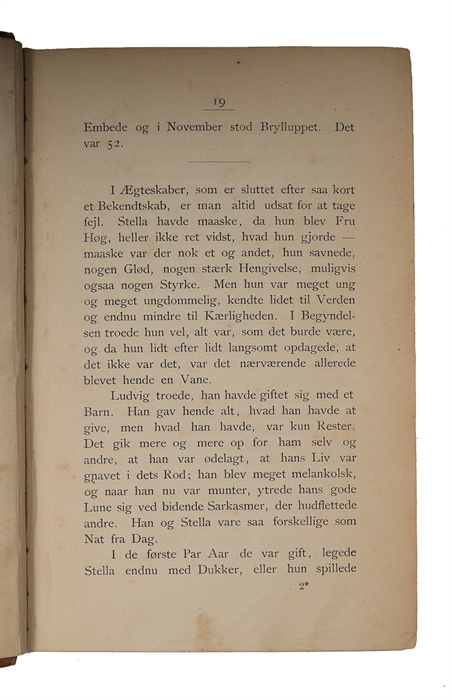 19
Embede og i November stod Brylluppet. Det
var 52.
I Ægteskaber, som er sluttet efter saa kort
et Bekendtskab, er man altid udsat for at tage
fejl. Stella havde maaske, da hun blev Fru
Høg, heller ikke ret vidst, hvad hun gjorde —
maaske var der nok et og andet, hun savnede,
nogen Glød, nogen stærk Hengivelse, muligvis
ogsaa nogen Styrke. Men hun var meget ung
og meget ungdommelig, kendte lidet til Verden
og endnu mindre til Kærligheden. I Begyndel-
sen troede hun vel, alt var, som det burde være,
og da hun lidt efter lidt langsomt opdagede, at
det ikke var det, var det nærværende allerede
blevet hende en Vane.
Ludvig troede, han havde giftet sig med et
Barn. Han gav hende alt, hvad han havde at
give, men hvad han havde, var kun Rester.
Det gik mere og mere op for ham selv og
andre, at han var ødelagt, at hans Liv var
gnavet i dets Rod; han blev meget melankolsk,
og naar han nu var munter, ytrede hans gode
Lune sig ved bidende Sarkasmer, der hudflettede
andre. Han og Stella vare saa forskellige som
Nat fra Dag.
I de første Par Aar de var gift, legede
Stella endnu med Dukker, eller hun spillede
2*